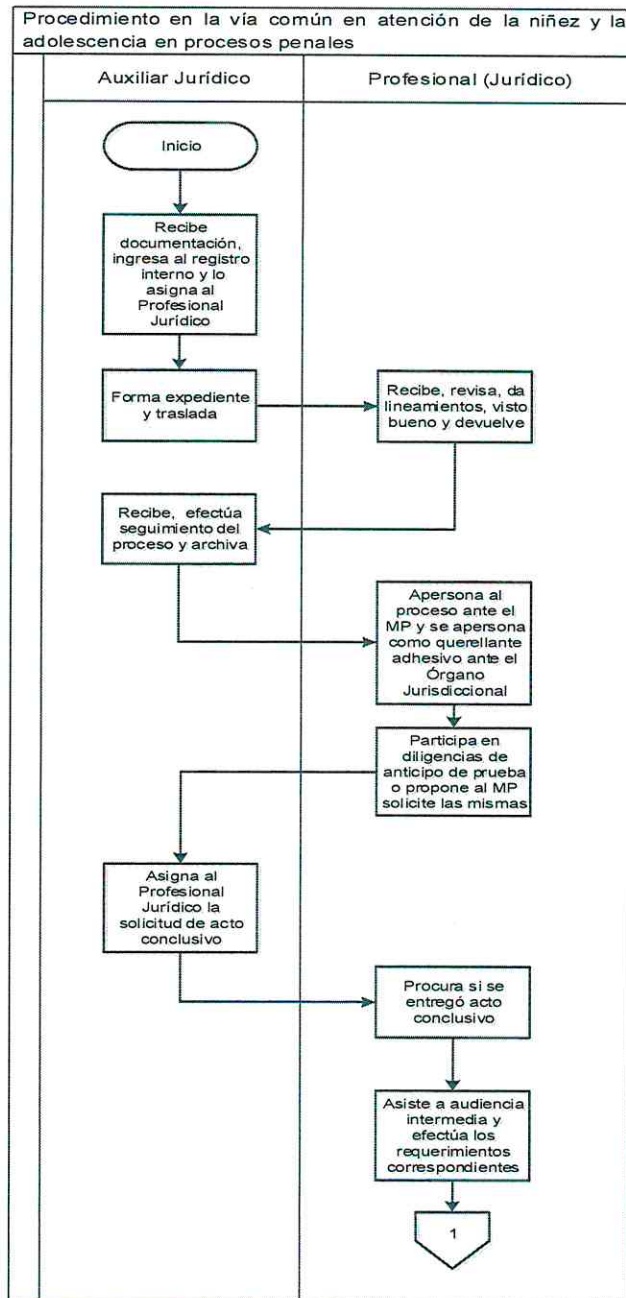 Procedimiento en la vía común en atención de la niñez y la
adolescencia en procesos penales
Auxiliar Jurídico
Profesional (Jurídico)
Inicio
Recibe
documentación,
ingresa al registro
interno y lo
asigna al
Profesional
Jurídico
Forma expediente
y traslada
Recibe, revisa, da
lineamientos, visto
bueno y devuelve
Recibe, efectúa
seguimiento del
proceso y archiva
Apersona al
proceso ante el
MP y se apersona
como querellante
adhesivo ante el
Órgano
Jurisdiccional
Participa en
diligencias de
anticipo de prueba
o propone al MP
solicite las mismas
Asigna al
Profesional
Jurídico la
solicitud de acto
conclusivo
Procura si se
entregó acto
conclusivo
Asiste a audiencia
intermedia y
efectúa los
requerimientos
correspondientes
1